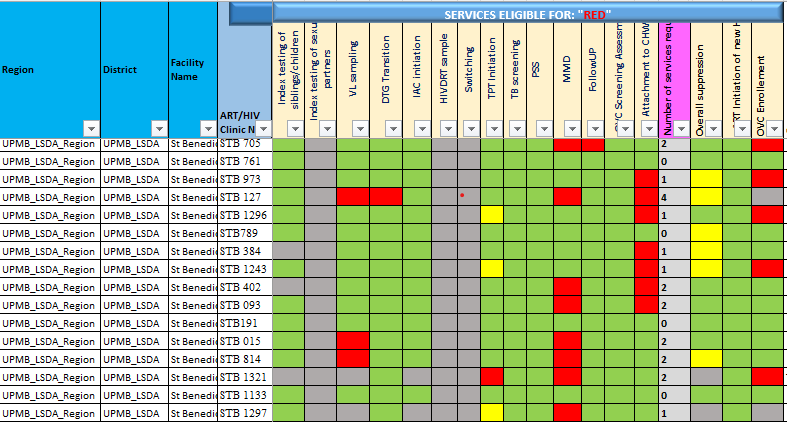 SERVICES ELIGIBLE FOR: "RED"
Region
District
Facility
Name
ART/HIV
Clinic N
Index testing of
siblings/children
Index testing of sexu
partners
VL sampling
DTG Transition
IAC Initiation
HIVDRT sample
Switching
TPT Initiation
TB screening
PSS
MMD
FollowUP
Screening Assessm
Attachment to CHW
Number of services requ
Overall suppression
Initiation of new H
OVC Enrollement
UPMB_LSDA_Region UPMB_LSDA St Benedi STB 705 2
UPMB_LSDA_Region UPMB_LSDA St Benedi STB 761 0
UPMB_LSDA_Region UPMB_LSDA St Benedi STB 973 1
UPMB_LSDA_Region UPMB_LSDA St Benedi STB 127 4
UPMB_LSDA_Region UPMB_LSDA St Benedi STB 1296 1
UPMB_LSDA_Region UPMB_LSDA St Benedi STB789 0
UPMB_LSDA_Region UPMB_LSDA St Benedi STB 384 1
UPMB_LSDA_Region UPMB_LSDA St Benedi STB 1243 1
UPMB_LSDA_Region UPMB_LSDA St Benedi STB 402 2
UPMB_LSDA_Region UPMB_LSDA St Benedi STB 093 2
UPMB_LSDA_Region UPMB_LSDA St Benedi STB191 0
UPMB_LSDA_Region UPMB_LSDA St Benedi STB 015 2
UPMB_LSDA_Region UPMB_LSDA St Benedi STB 814 2
UPMB_LSDA_Region UPMB_LSDA St Benedi STB 1321 2
UPMB_LSDA_Region UPMB_LSDA St Benedi STB 1133 0
UPMB_LSDA_Region UPMB_LSDA St Benedi STB 1297 1